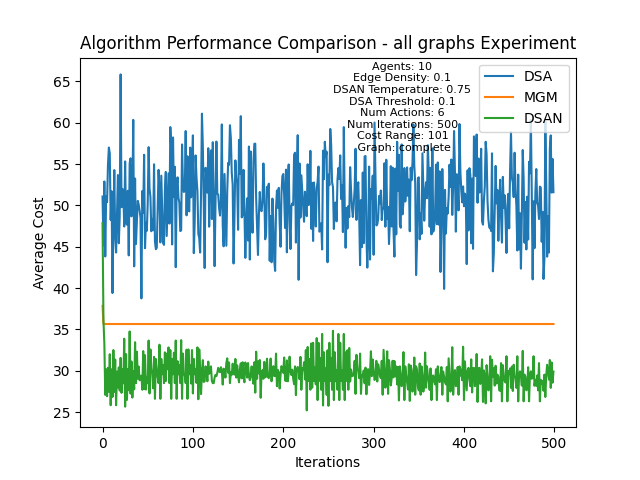 Algorithm Performance Comparison - all graphs Experiment
Agents: 10
Edge Density: 0.1
DSAN Temperature: 0.75
DSA Threshold: 0.1
Num Actions: 6
Num Iterations: 500
Cost Range: 101
Graph: complete
DSA
MGM
DSAN
Average Cost
65
60
55
50
45
40
35
30
25
0
100
200
300
400
500
Iterations